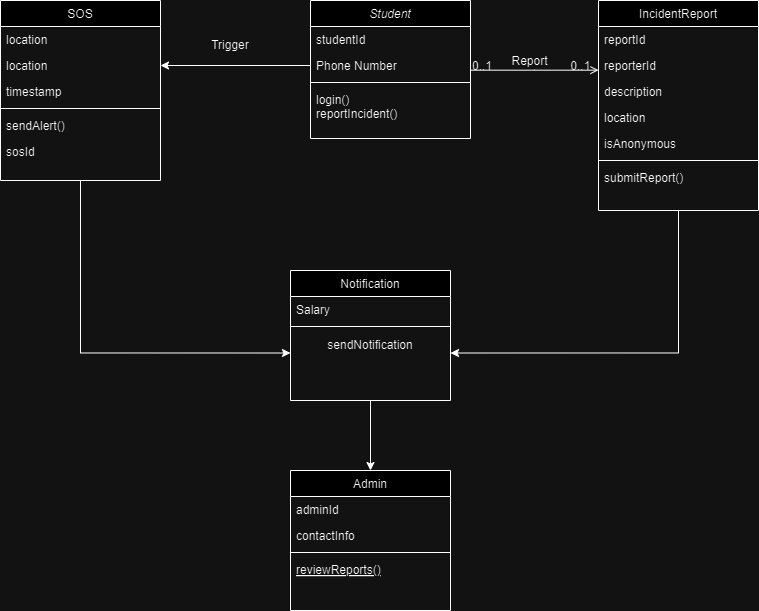 SOS
location
location
timestamp
sendAlert()
sosId
Trigger
Student
studentId
Phone Number
login()
reportIncident()
0..1
Report
0..1
IncidentReport
reportId
reporterId
description
location
isAnonymous
submitReport()
Notification
Salary
sendNotification
Admin
adminId
contactInfo
reviewReports()